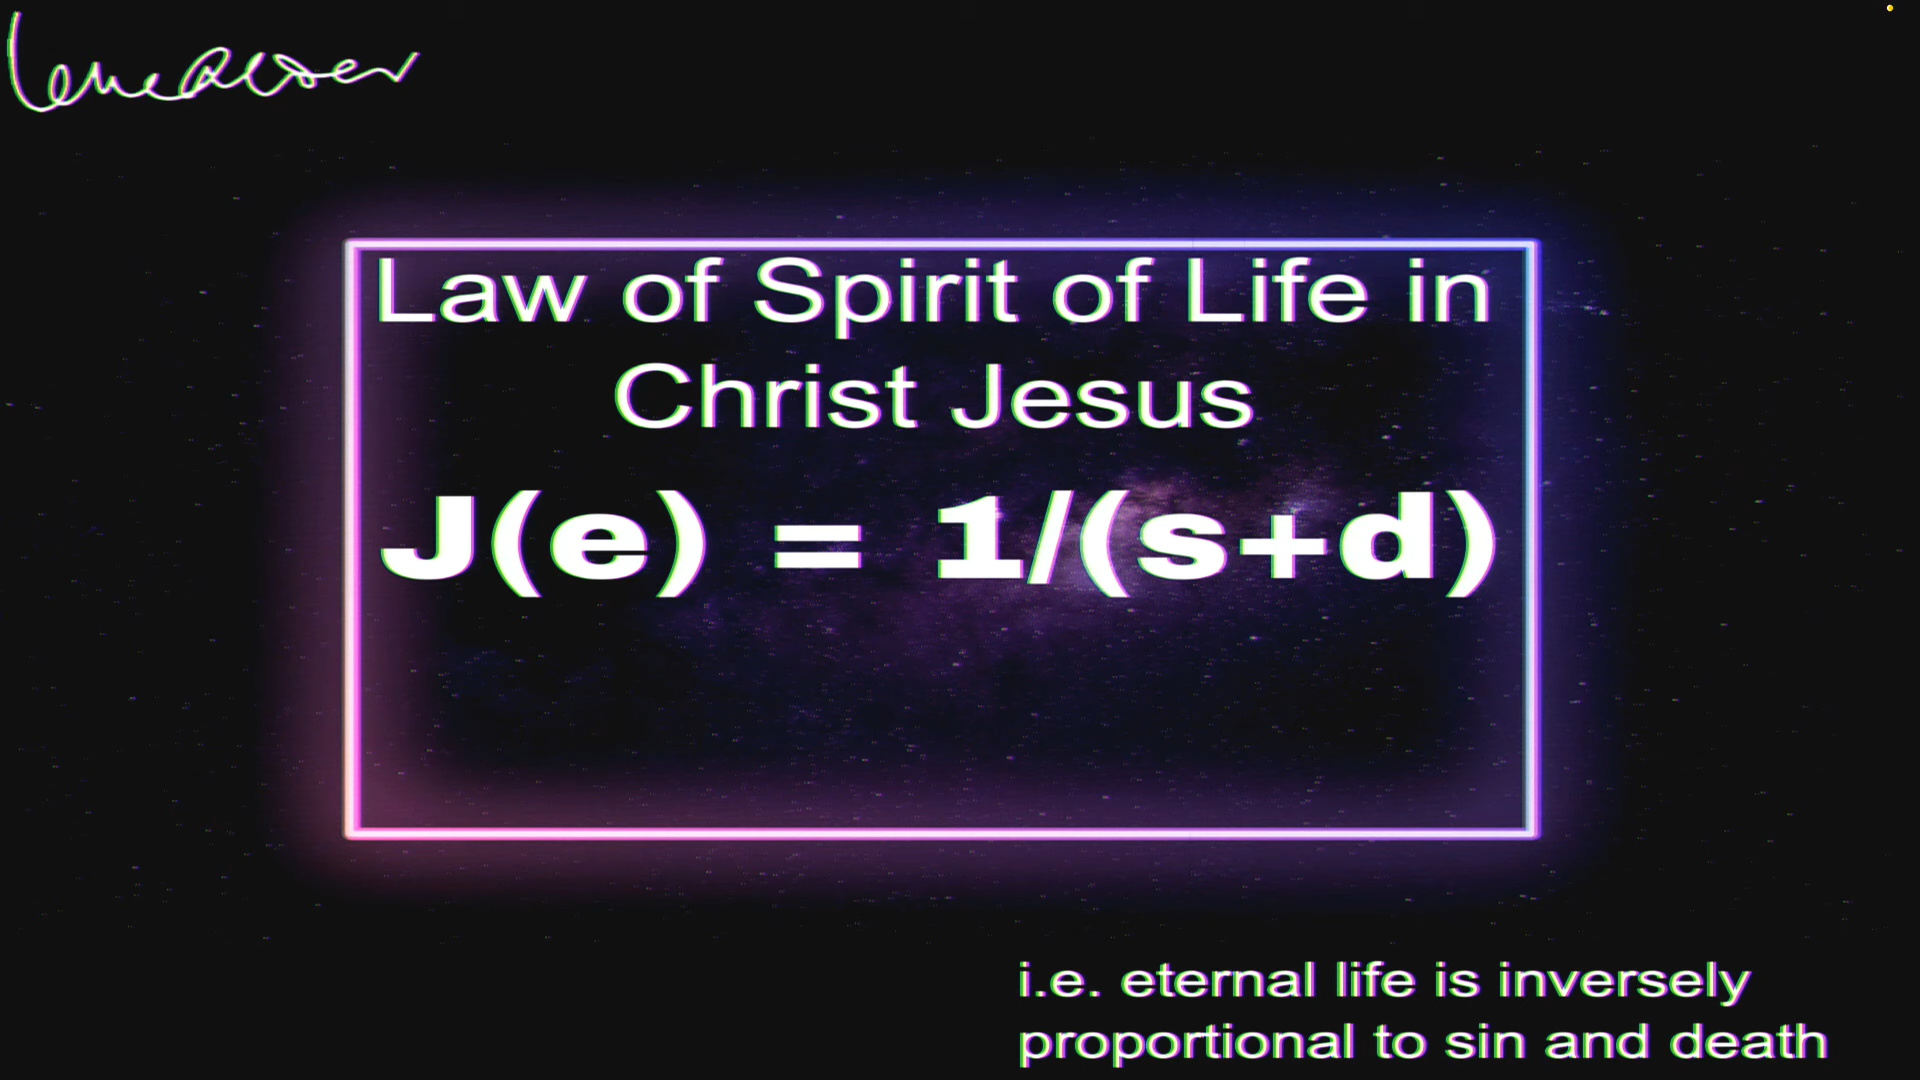 Law of Spirit of Life in
Christ Jesus
J(e) = 1/(s+d)
i.e. eternal life is inversely
proportional to sin and death